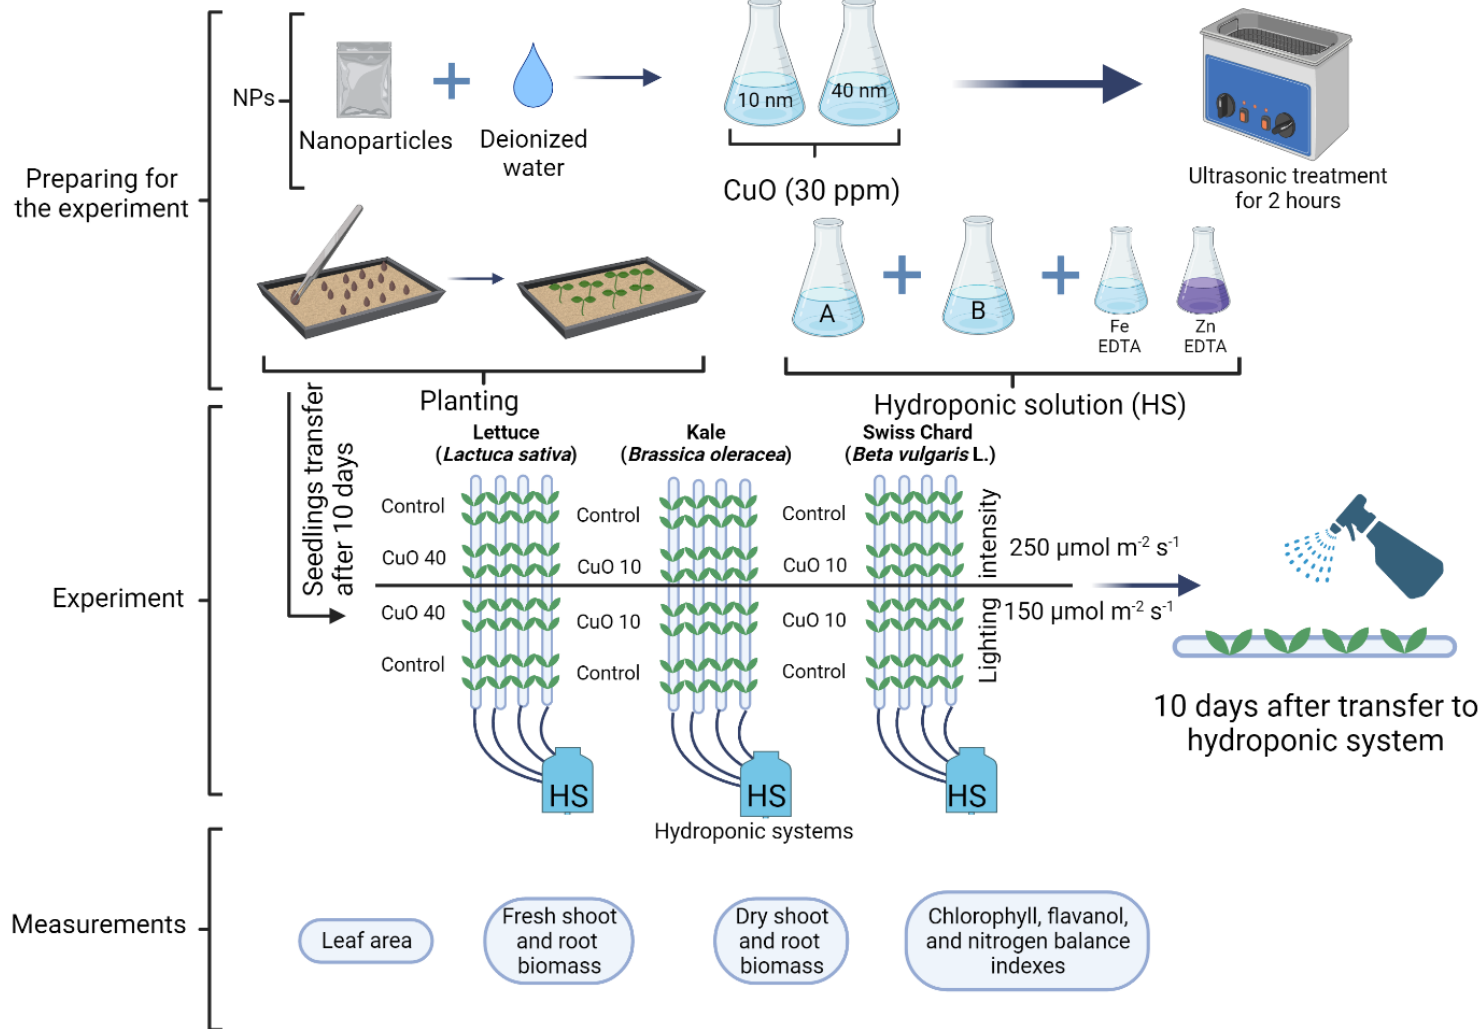 Preparing for
the experiment
NPs
Nanoparticles
Deionized
water
10 nm
40 nm
CuO (30 ppm)
Ultrasonic treatment
for 2 hours
Planting
A
B
Fe
EDTA
Zn
EDTA
Hydroponic solution (HS)
Experiment
Seedlings transfer
after 10 days
Lettuce
(Lactuca sativa)
Control
CuO 40
CuO 40
Control
HS
Kale
(Brassica oleracea)
Control
CuO 10
CuO 10
Control
HS
Swiss Chard
(Beta vulgaris L.)
Control
CuO 10
CuO 10
Control
HS
Lighting intensity
250 µmol m⁻² s⁻¹
150 µmol m⁻² s⁻¹
Hydroponic systems
10 days after transfer to
hydroponic system
Measurements
Leaf area
Fresh shoot
and root
biomass
Dry shoot
and root
biomass
Chlorophyll, flavanol,
and nitrogen balance
indexes